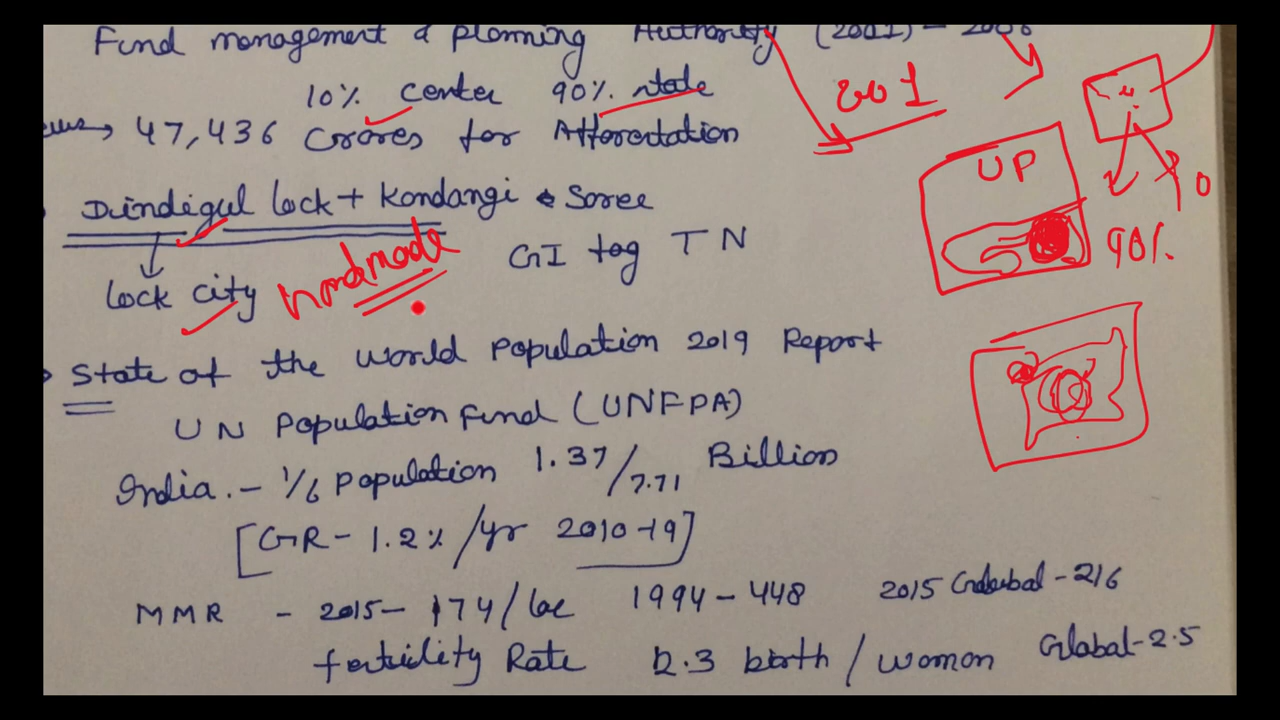 Fund management & planning Authority (2001) - 2006
10% center 90% state
47,436 Crores for Afforestation
201
UP
90%
10
Dindigul lock + Kandangi & Saree
GI tag TN
lock city Handmade
State of the World Population 2019 Report
UN Population Fund (UNFPA)
India. - 1/6 population 1.37/7.71 Billion
[GR - 1.2% /yr 2010-19]
MMR - 2015 - 174/lac 1994 - 448 2015 Global - 216
fertility Rate 2.3 birth / women Global - 2.5